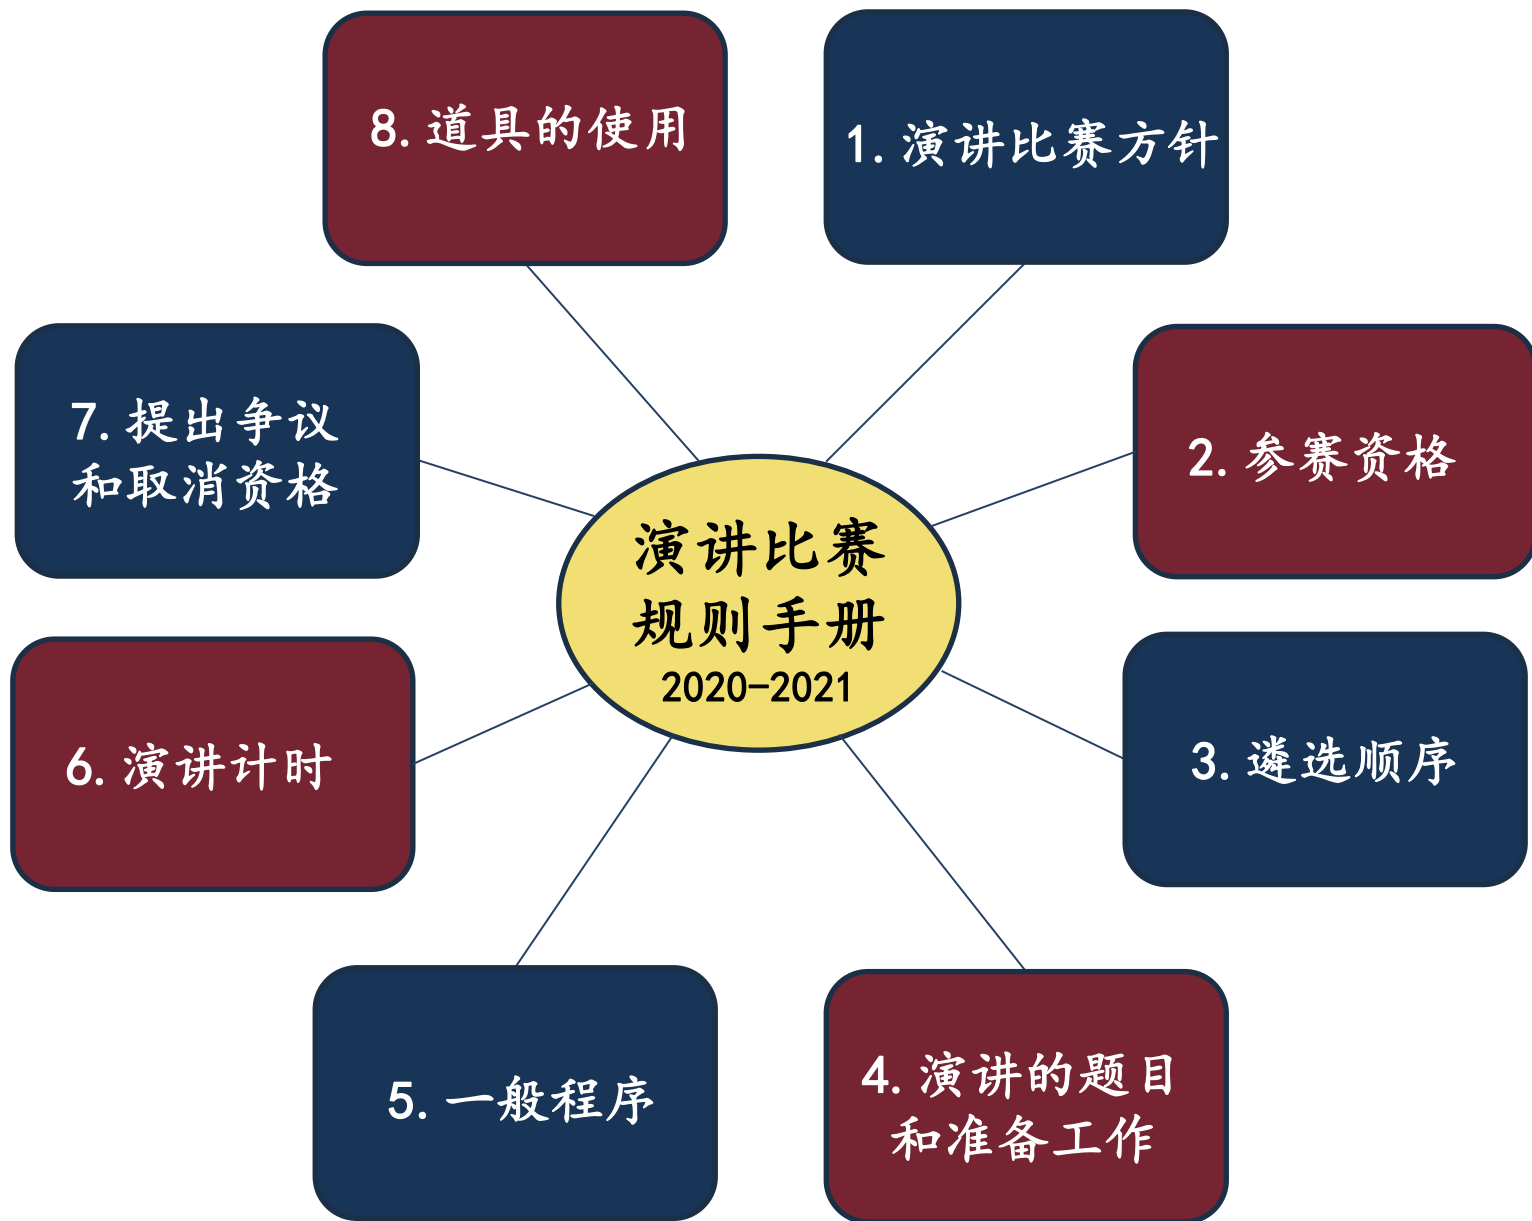 演讲比赛
规则手册
2020-2021
1.演讲比赛方针
2.参赛资格
3.遴选顺序
4.演讲的题目
和准备工作
5.一般程序
6.演讲计时
7.提出争议
和取消资格
8.道具的使用